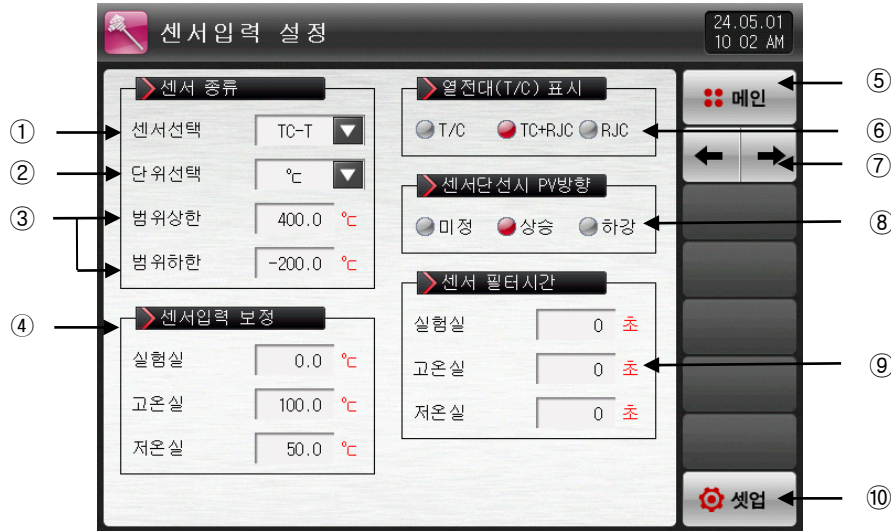 센서입력 설정
24.05.01
10 02 AM
센서 종류
① 센서선택 TC-T
② 단위선택 ℃
③ 범위상한 400.0 ℃
범위하한 -200.0 ℃
④ 센서입력 보정
실험실 0.0 ℃
고온실 100.0 ℃
저온실 50.0 ℃
열전대(T/C) 표시
T/C TC+RJC RJC ⑥
센서단선시 PV방향
미정 상승 하강 ⑧
센서 필터시간
실험실 0 초
고온실 0 초 ⑨
저온실 0 초
메인 ⑤
⑦
셋업 ⑩